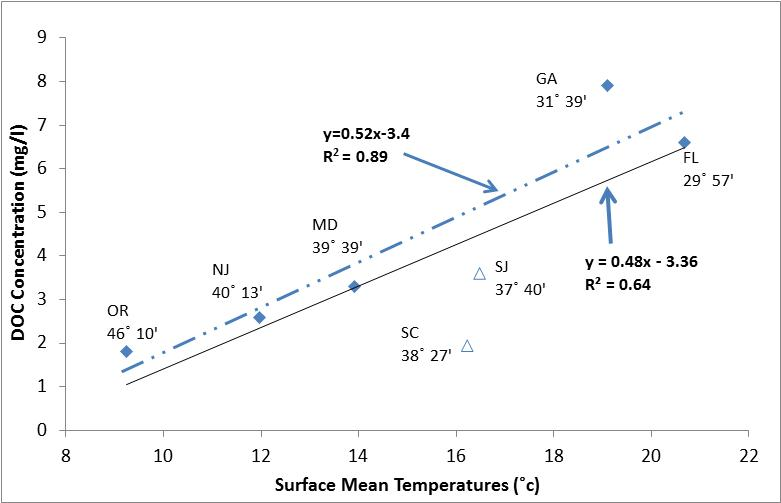 9
8
7
6
5
4
3
2
1
0
8
10
12
14
16
18
20
22
DOC Concentration (mg/l)
Surface Mean Temperatures (˚c)
GA
31˚ 39'
y=0.52x-3.4
R² = 0.89
FL
29˚ 57'
MD
39˚ 39'
NJ
40˚ 13'
SJ
37˚ 40'
y = 0.48x - 3.36
R² = 0.64
OR
46˚ 10'
SC
38˚ 27'